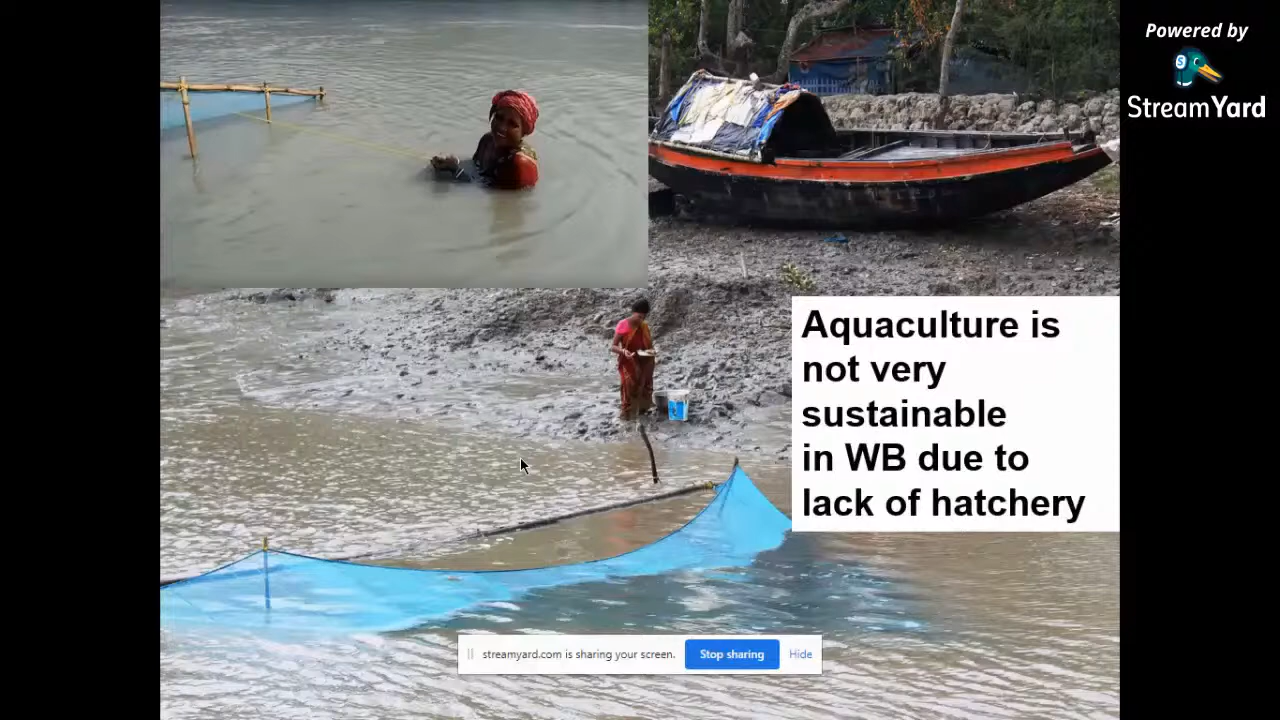 Powered by
StreamYard
Aquaculture is
not very
sustainable
in WB due to
lack of hatchery
streamyard.com is sharing your screen.
Stop sharing
Hide